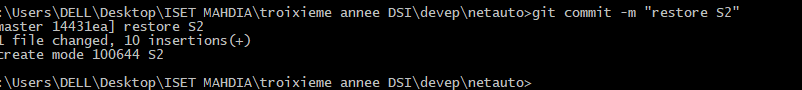 :\Users\DELL\Desktop\ISET MAHDIA\troixieme annee DSI\devep\netauto>git commit -m "restore S2"
master 14431ea] restore S2
1 file changed, 10 insertions(+)
create mode 100644 S2
:\Users\DELL\Desktop\ISET MAHDIA\troixieme annee DSI\devep\netauto>